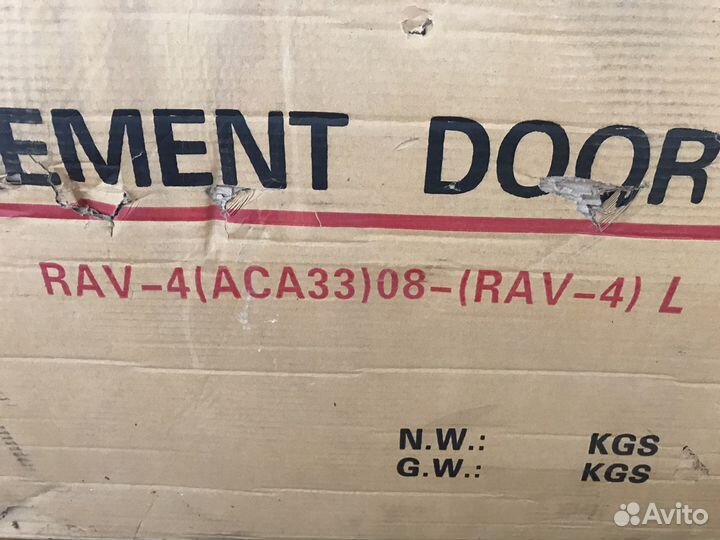 EMENT DOOR
RAV-4(ACA33)08-(RAV-4) L
N.W.: KGS
G.W.: KGS
Avito